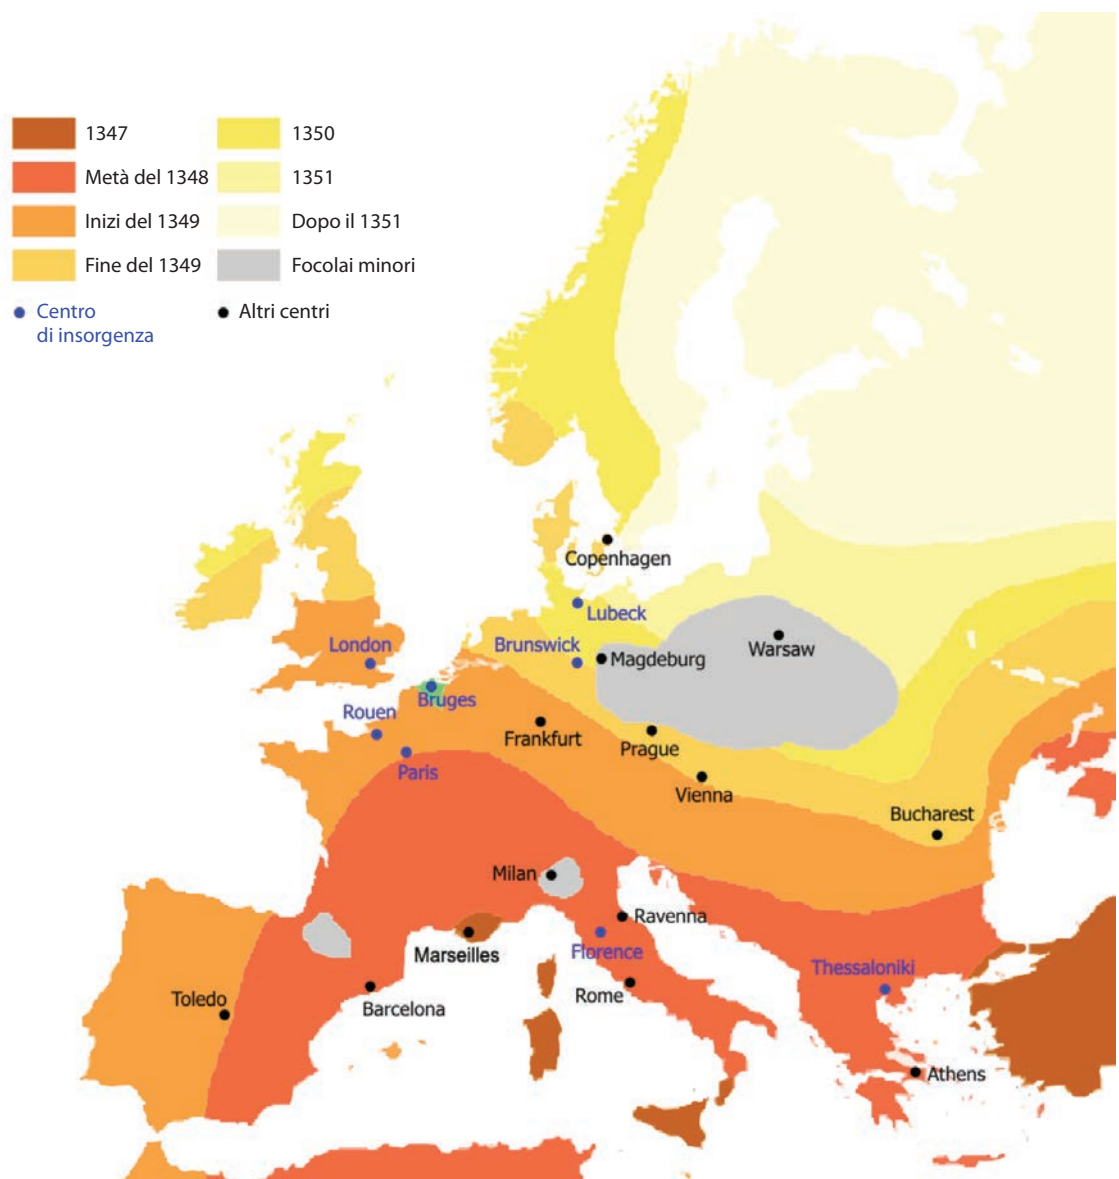 1347
Metà del 1348
Inizi del 1349
Fine del 1349
Centro
di insorgenza
1350
1351
Dopo il 1351
Focolai minori
Altri centri
Copenhagen
Lubeck
London
Brunswick
Magdeburg
Warsaw
Bruges
Rouen
Frankfurt
Prague
Paris
Vienna
Bucharest
Milan
Ravenna
Marseilles
Florence
Thessaloniki
Toledo
Rome
Barcelona
Athens